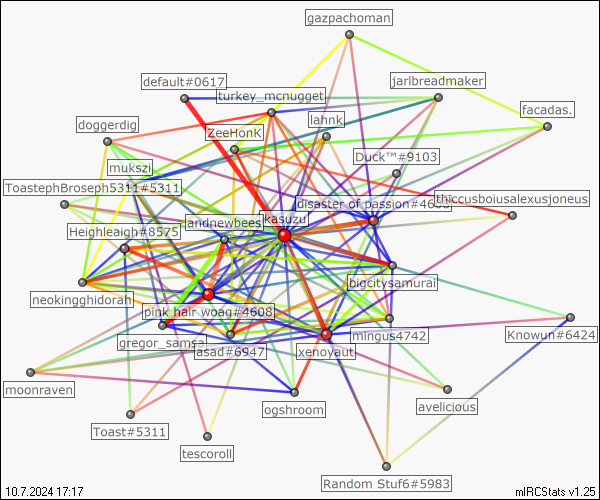 gazpachoman
default#0617
jarlbreadmaker
turkey_mcnugget
facadas.
lahnk
doggerdig
ZeeHonK
Duck™#9103
mukszi
ToastephBroseph5311#5311
thiccusboiusalexusjoneus
disaster of passion#4686
kasuzu
landnewbees
Heighleaigh#8575
bigcitysamurai
neokingghidorah
pink hair woag#4608
mingus4742
Knowun#6424
gregor_samsa
asad#6947
xenoyaut
moonraven
avelicious
ogshroom
Toast#5311
tescoroll
Random Stuf6#5983
10.7.2024 17:17
mIRCStats v1.25